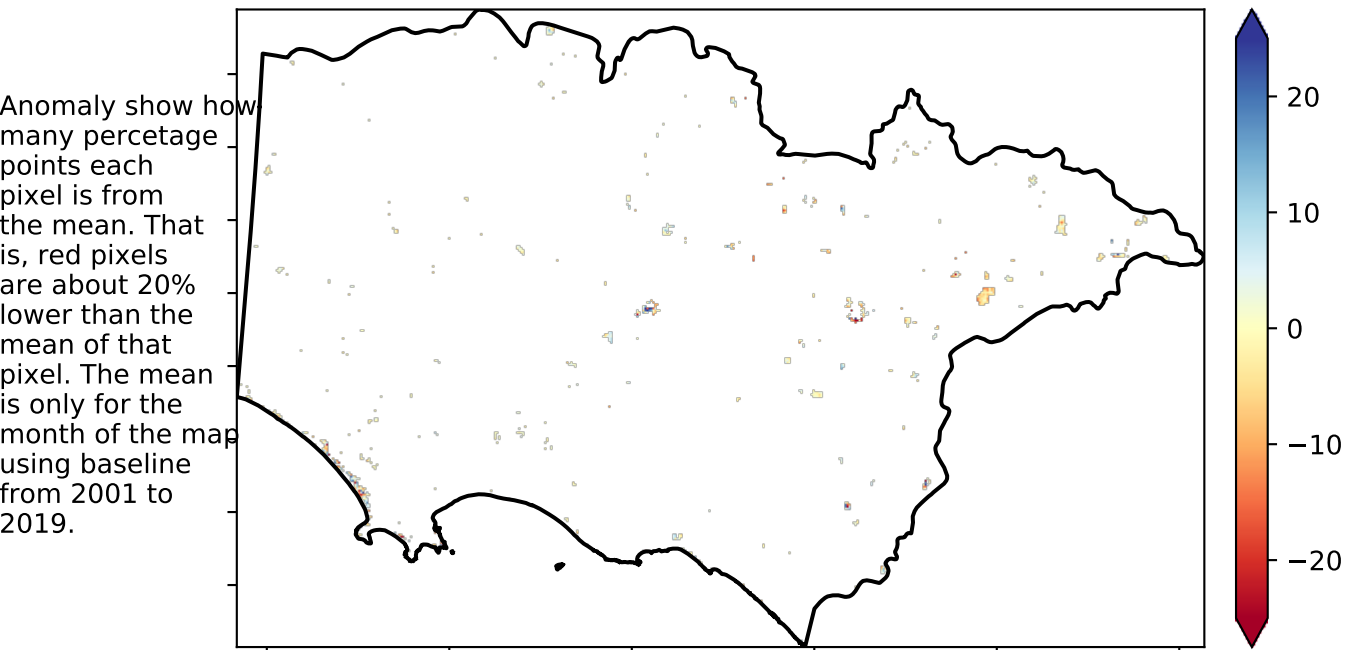 Anomaly show how
many percetage
points each
pixel is from
the mean. That
is, red pixels
are about 20%
lower than the
mean of that
pixel. The mean
is only for the
month of the map
using baseline
from 2001 to
2019.
20
10
0
−10
−20